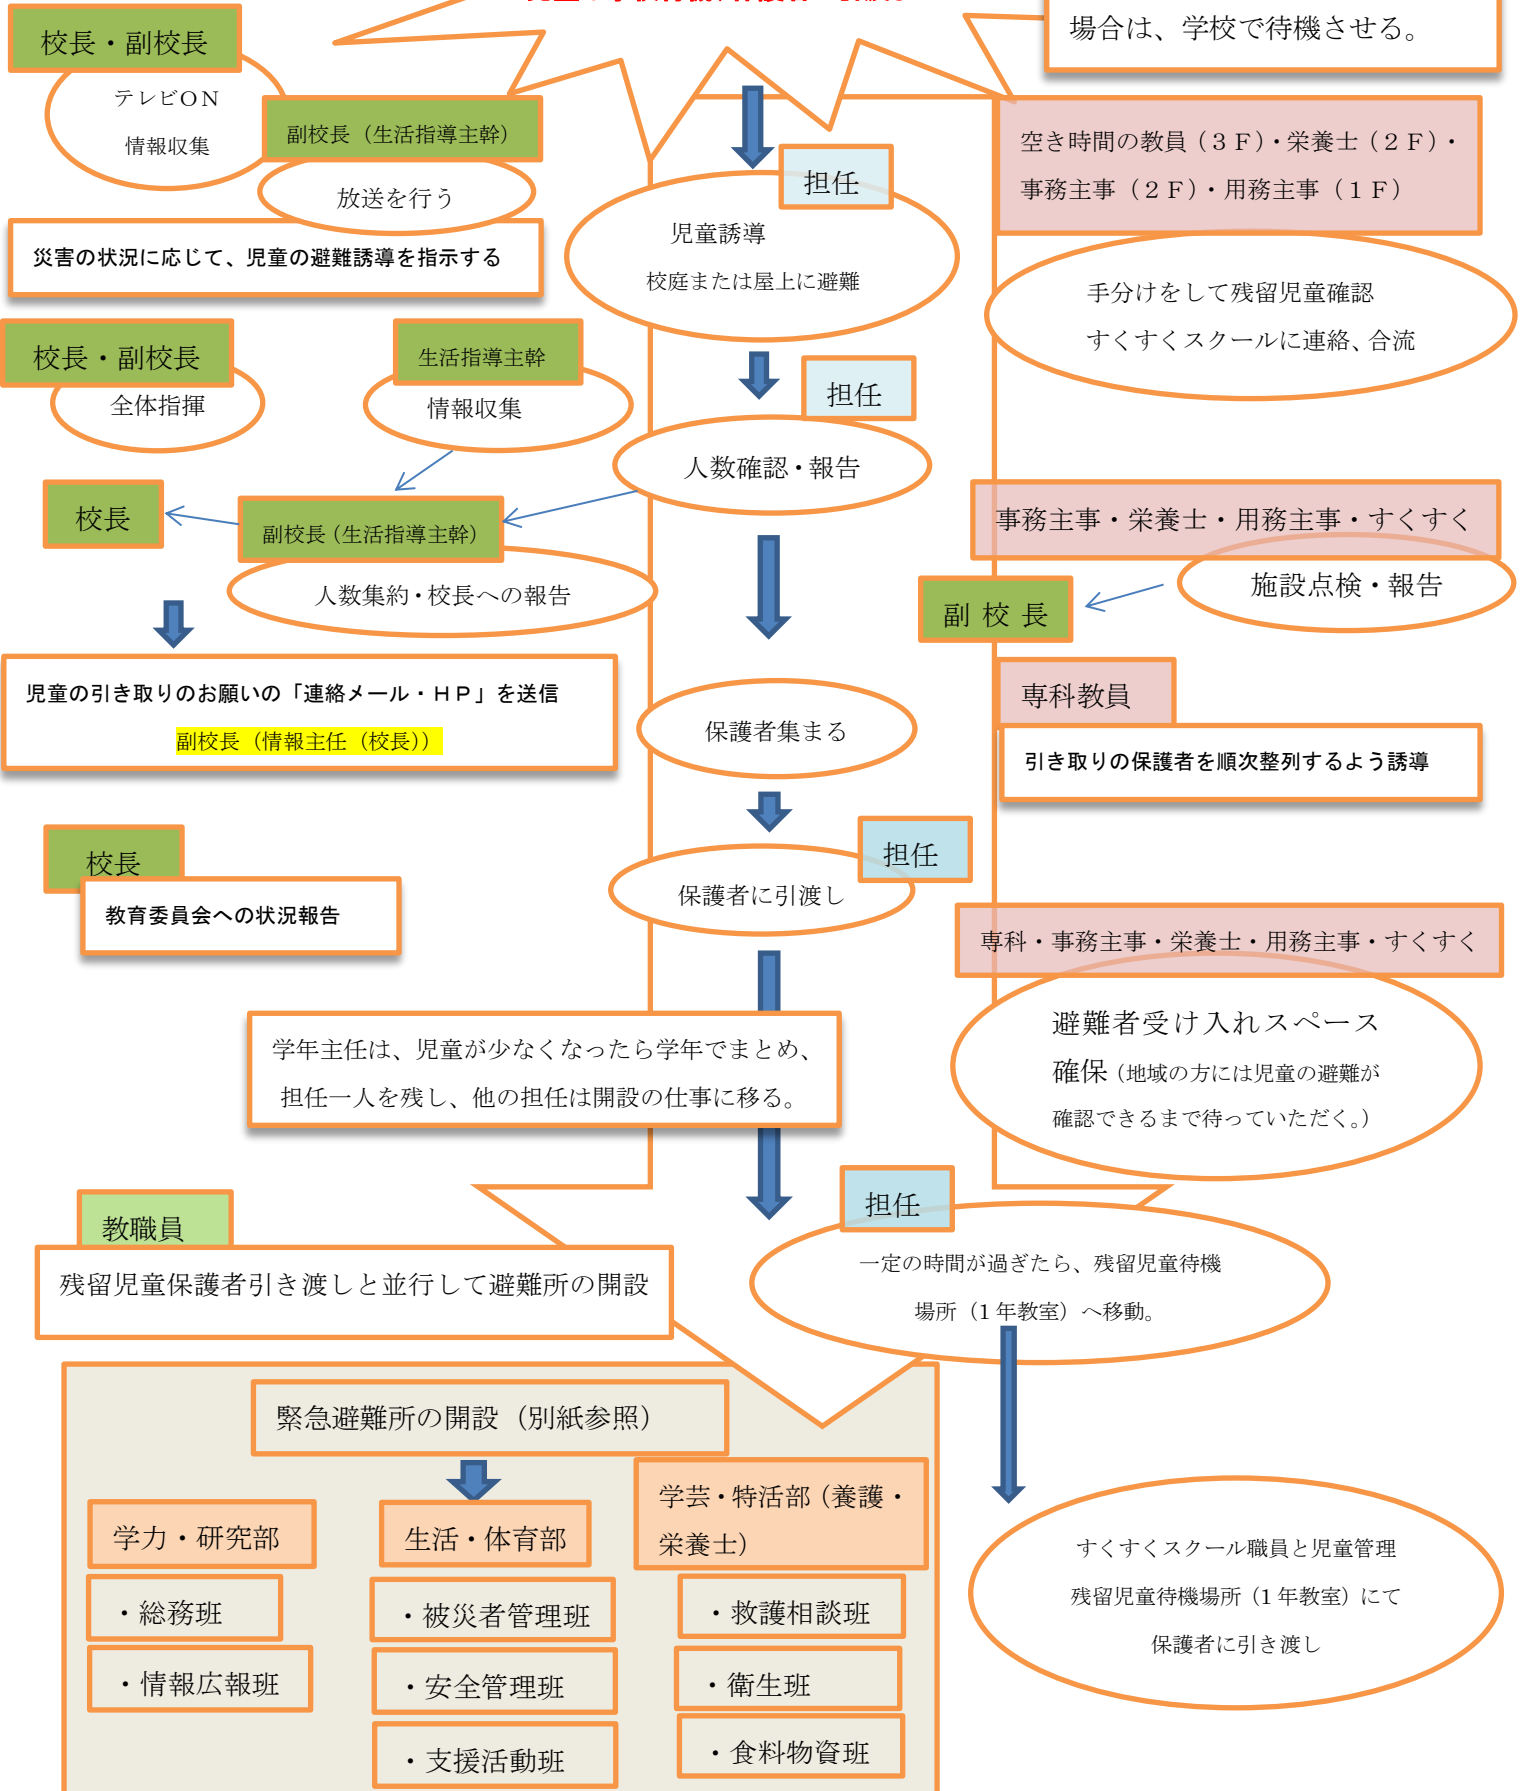 場合は、学校で待機させる。
校長・副校長
テレビON
情報収集
副校長（生活指導主幹）
放送を行う
災害の状況に応じて、児童の避難誘導を指示する
担任
児童誘導
校庭または屋上に避難
空き時間の教員（３Ｆ）・栄養士（２Ｆ）・
事務主事（２Ｆ）・用務主事（１Ｆ）
手分けをして残留児童確認
すくすくスクールに連絡、合流
校長・副校長
全体指揮
生活指導主幹
情報収集
担任
人数確認・報告
校長
副校長（生活指導主幹）
人数集約・校長への報告
事務主事・栄養士・用務主事・すくすく
施設点検・報告
副 校 長
児童の引き取りのお願いの「連絡メール・ＨＰ」を送信
副校長（情報主任（校長））
保護者集まる
専科教員
引き取りの保護者を順次整列するよう誘導
校長
教育委員会への状況報告
担任
保護者に引渡し
専科・事務主事・栄養士・用務主事・すくすく
避難者受け入れスペース
確保（地域の方には児童の避難が
確認できるまで待っていただく。）
学年主任は、児童が少なくなったら学年でまとめ、
担任一人を残し、他の担任は開設の仕事に移る。
教職員
残留児童保護者引き渡しと並行して避難所の開設
担任
一定の時間が過ぎたら、残留児童待機
場所（1 年教室）へ移動。
緊急避難所の開設（別紙参照）
学力・研究部
・総務班
・情報広報班
生活・体育部
・被災者管理班
・安全管理班
・支援活動班
学芸・特活部（養護・
栄養士）
・救護相談班
・衛生班
・食料物資班
すくすくスクール職員と児童管理
残留児童待機場所（1 年教室）にて
保護者に引き渡し